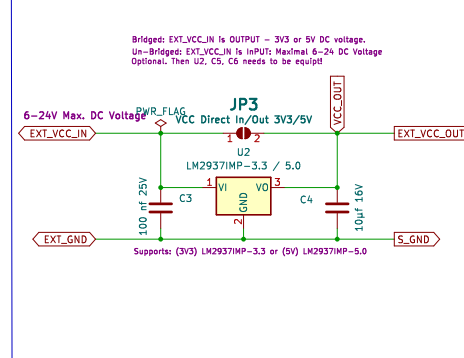 Bridged: EXT_VCC_IN is OUTPUT - 3V3 or 5V DC voltage.
Un-Bridged: EXT_VCC_IN is InPUT: Maximal 6-24 DC Voltage
Optional. Then U2, C5, C6 needs to be equipt!
JP3
6-24V Max. DC Voltage
PWR_FLAG
VCC Direct In/Out 3V3/5V
VCC_OUT
EXT_VCC_IN
1 2
EXT_VCC_OUT
U2
LM2937IMP-3.3 / 5.0
1
VI
VO
3
GND
2
100 nf 25V
C3
C4
10µf 16V
EXT_GND
S_GND
Supports: (3V3) LM2937IMP-3.3 or (5V) LM2937IMP-5.0